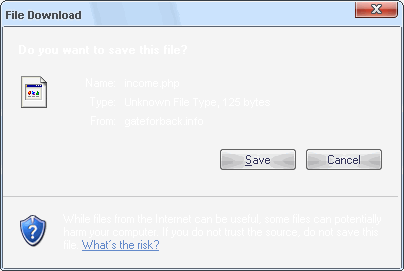 File Download
Do you want to save this file?
Name: income.php
Type: Unknown File Type, 125 bytes
From: gateforback.info
Save
Cancel
While files from the Internet can be useful, some files can potentially
harm your computer. If you do not trust the source, do not save this
file. What's the risk?